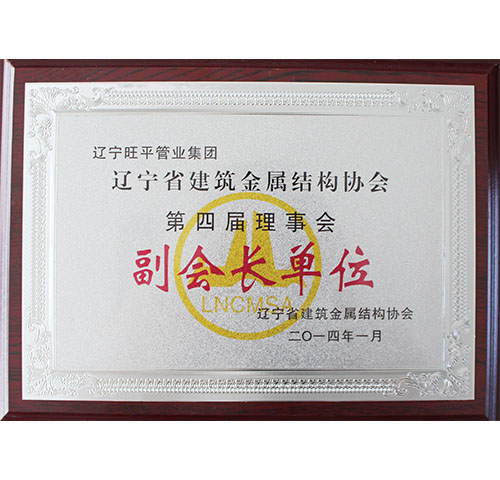 辽宁旺平管业集团
辽宁省建筑金属结构协会
第四届理事会
副会长单位
LNCMSA
辽宁省建筑金属结构协会
二〇一四年一月